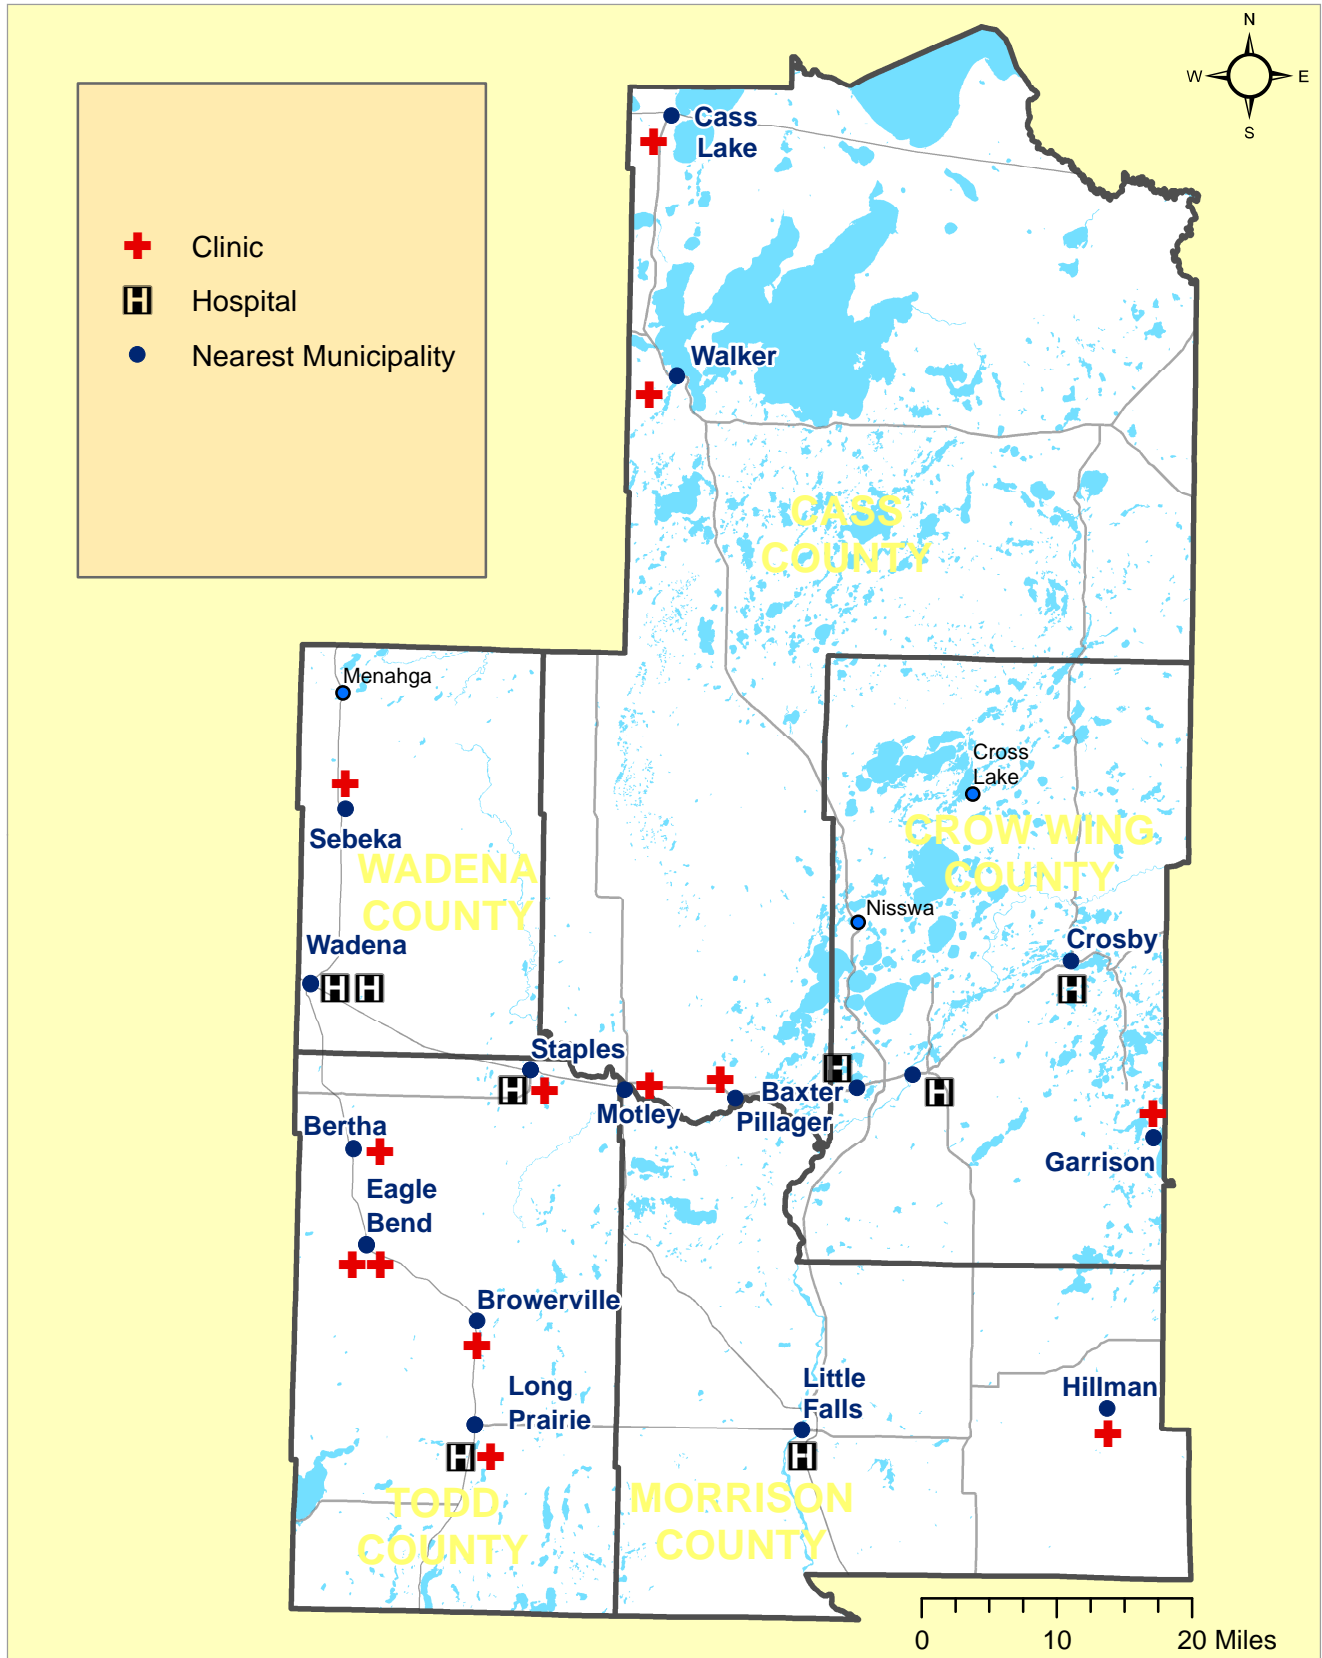 N
W E
S
Clinic
H Hospital
Nearest Municipality
Cass
Lake
Walker
CASS
COUNTY
Menahga
Cross
Lake
Sebeka
CROW WING
COUNTY
WADENA
COUNTY
Nisswa
Wadena
Crosby
H H
H
Staples
H
Baxter
H
H
Motley
Pillager
Bertha
Garrison
Eagle
Bend
Browerville
Long
Prairie
Little
Falls
Hillman
H
H
TODD
COUNTY
MORRISON
COUNTY
0 10 20 Miles